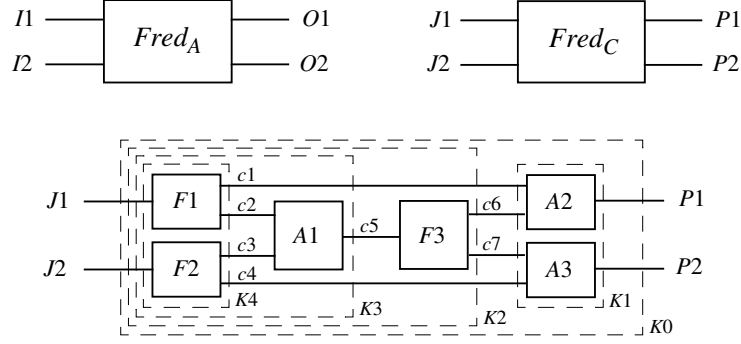 I1 Fred_A O1
I2 O2
J1 Fred_C P1
J2 P2
J1 F1 c1 c2 A1 c5 F3 c6 A2 P1
J2 F2 c3 c4 c7 A3 P2
K4 K3 K2 K1 K0